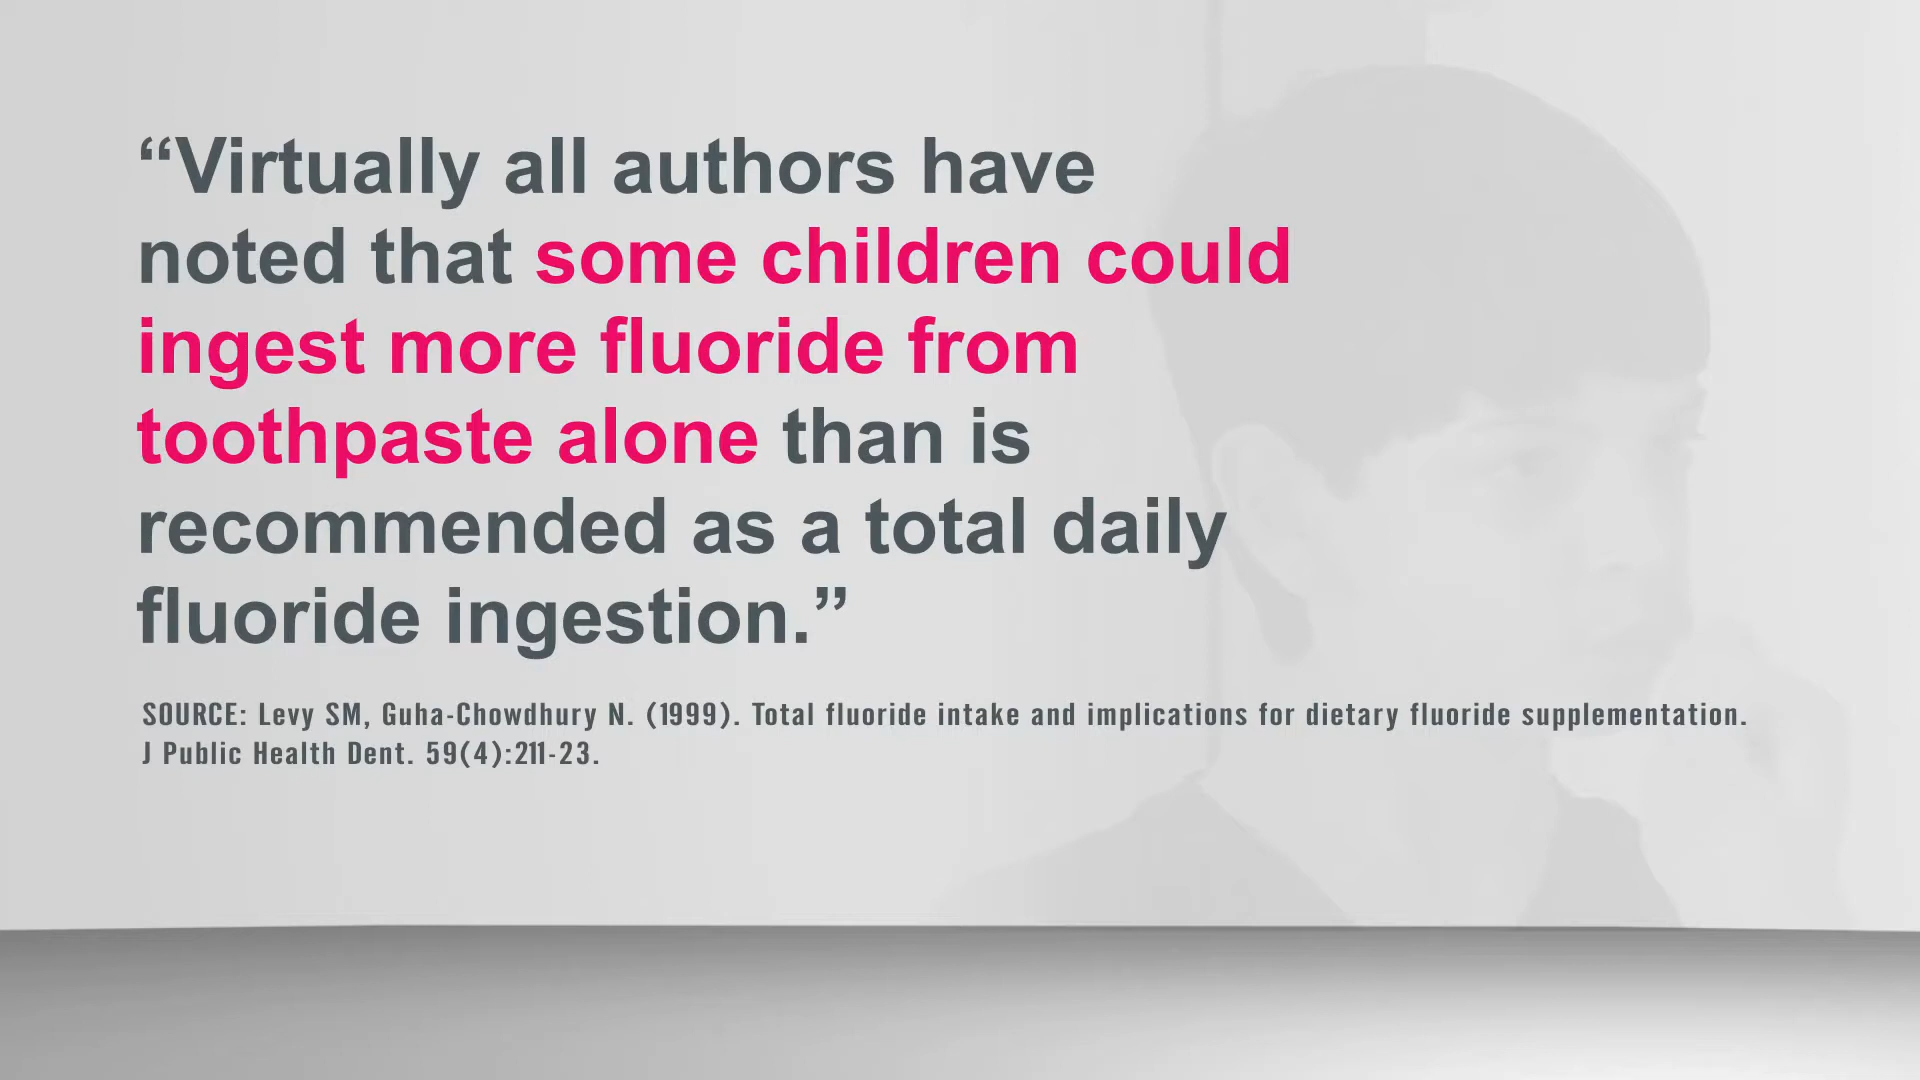 “Virtually all authors have
noted that some children could
ingest more fluoride from
toothpaste alone than is
recommended as a total daily
fluoride ingestion.”
SOURCE: Levy SM, Guha-Chowdhury N. (1999). Total fluoride intake and implications for dietary fluoride supplementation.
J Public Health Dent. 59(4):211-23.